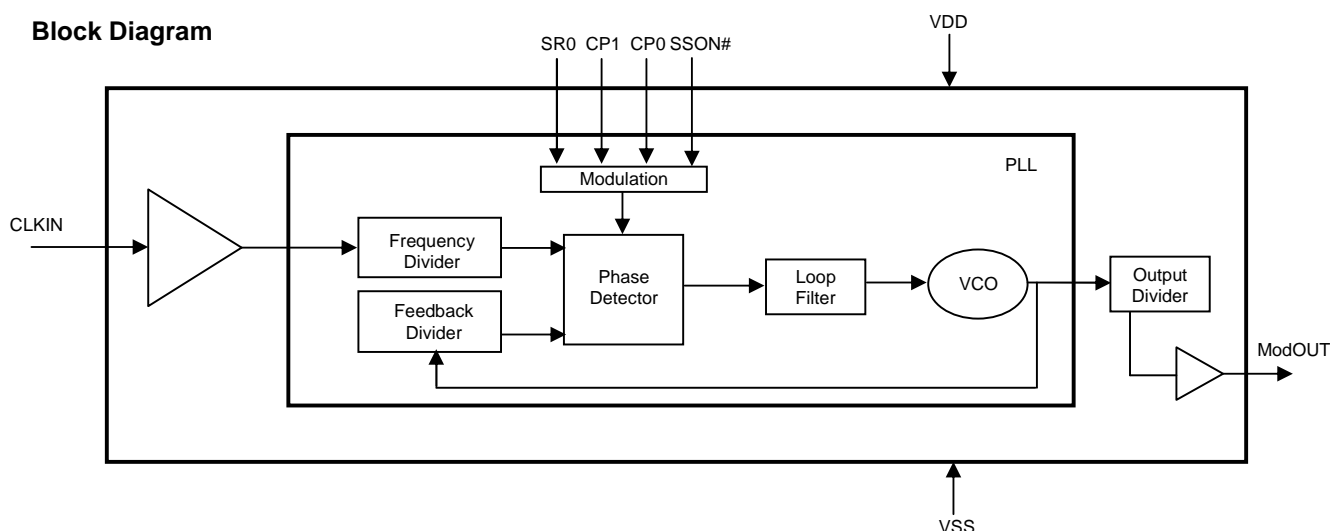 Block Diagram
VDD
SR0 CP1 CP0 SSON#
PLL
Modulation
CLKIN
Frequency
Divider
Phase
Detector
Loop
Filter
VCO
Output
Divider
Feedback
Divider
ModOUT
VSS